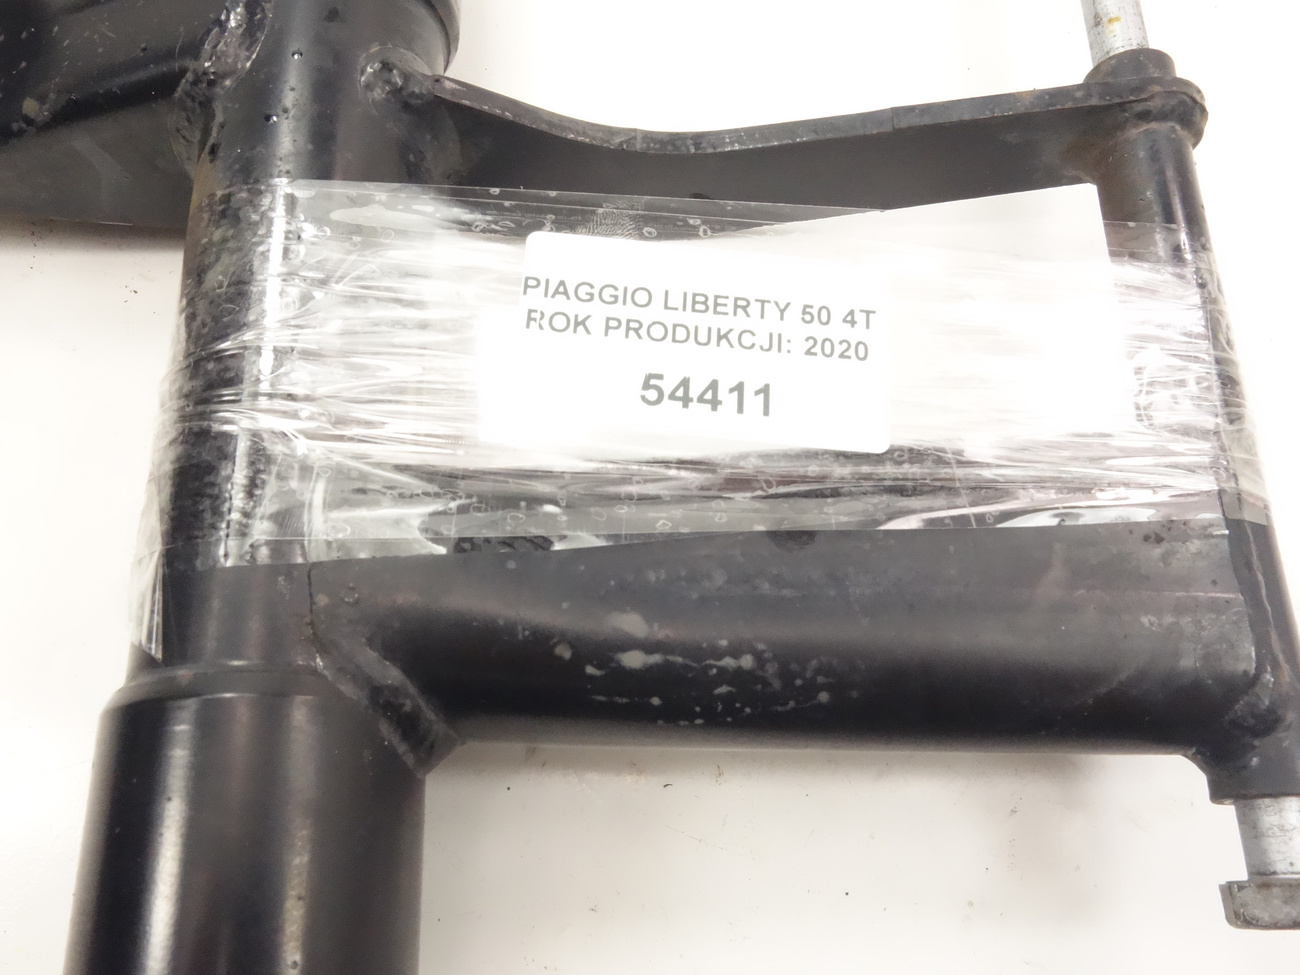 PIAGGIO LIBERTY 50 4T
ROK PRODUKCJI: 2020
54411